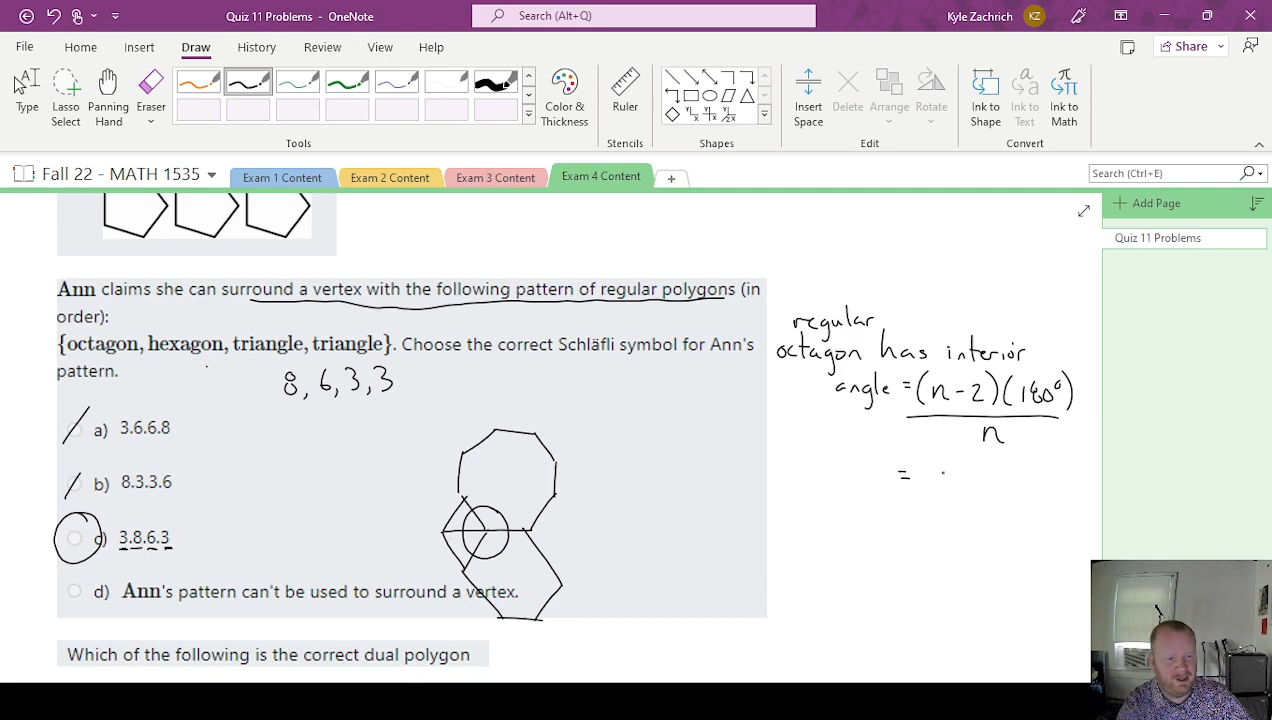 Quiz 11 Problems - OneNote
Search (Alt+Q)
Kyle Zachrich
KZ
File Home Insert Draw History Review View Help
Share
Type
Lasso Select
Panning Hand
Eraser
Color & Thickness
Ruler
Insert Space
Delete
Arrange
Rotate
Ink to Shape
Ink to Text
Ink to Math
Tools
Stencils
Shapes
Edit
Convert
Fall 22 - MATH 1535
Exam 1 Content
Exam 2 Content
Exam 3 Content
Exam 4 Content
Search (Ctrl+E)
Add Page
Quiz 11 Problems
Ann claims she can surround a vertex with the following pattern of regular polygons (in
order):
{octagon, hexagon, triangle, triangle}. Choose the correct Schläfli symbol for Ann's
pattern.
8, 6, 3, 3
a) 3.6.6.8
b) 8.3.3.6
c) 3.8.6.3
d) Ann's pattern can't be used to surround a vertex.
Which of the following is the correct dual polygon
regular
octagon has interior
angle = (n - 2)(180°)
n
=